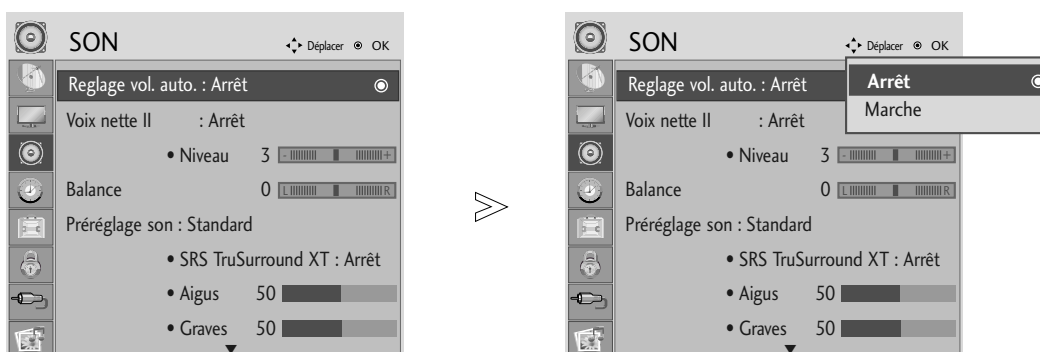 SON
Déplacer OK
Reglage vol. auto. : Arrêt
Voix nette II : Arrêt
• Niveau 3 - +
Balance 0 L R
Préréglage son : Standard
• SRS TruSurround XT : Arrêt
• Aigus 50
• Graves 50
SON
Déplacer OK
Reglage vol. auto. : Arrêt
Arrêt
Marche
Voix nette II : Arrêt
• Niveau 3 - +
Balance 0 L R
Préréglage son : Standard
• SRS TruSurround XT : Arrêt
• Aigus 50
• Graves 50